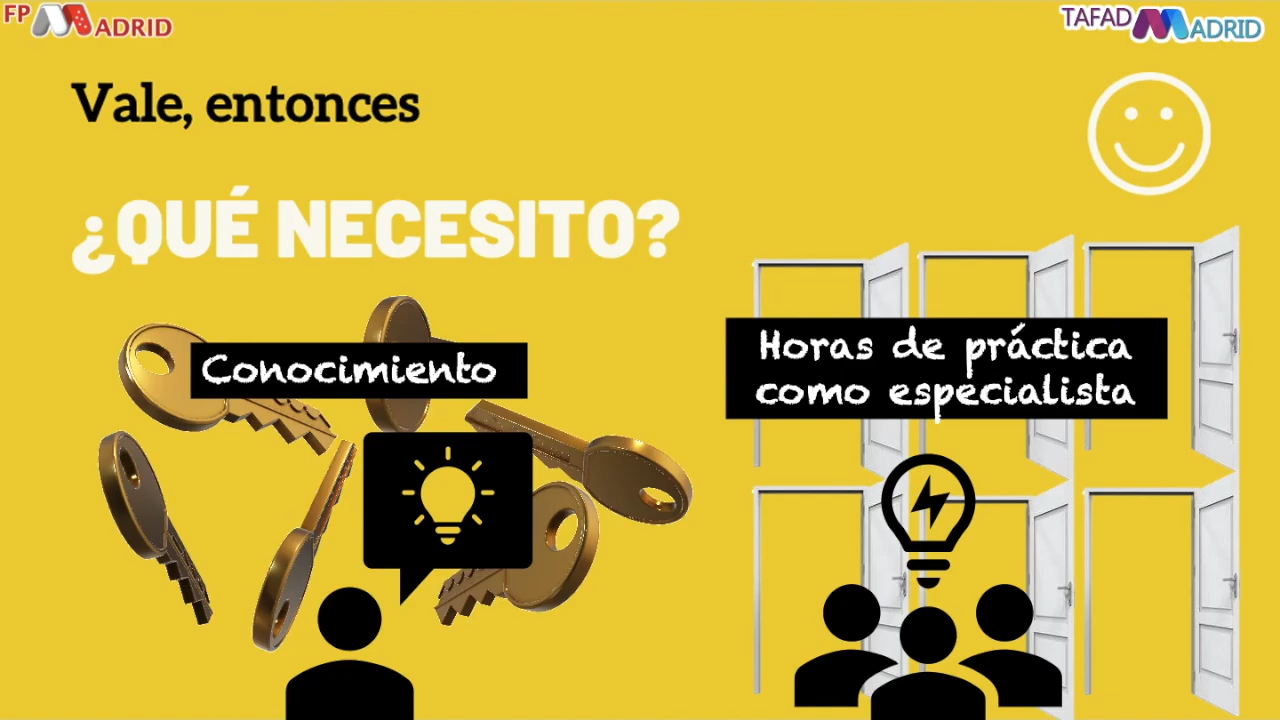 FP MADRID
TAFAD MADRID
Vale, entonces
¿QUÉ NECESITO?
Conocimiento
Horas de práctica
como especialista